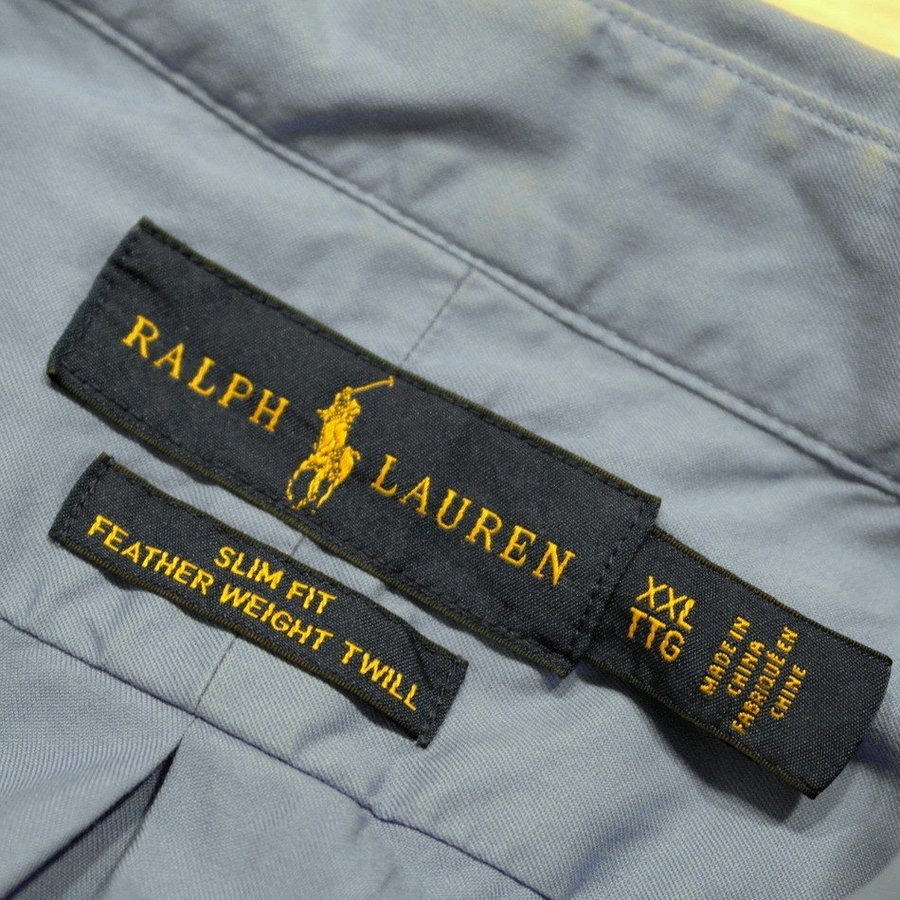 RALPH LAUREN
SLIM FIT
FEATHER WEIGHT TWILL
XXL
TTG
MADE IN
CHINA
FABRIQUÉ EN
CHINE